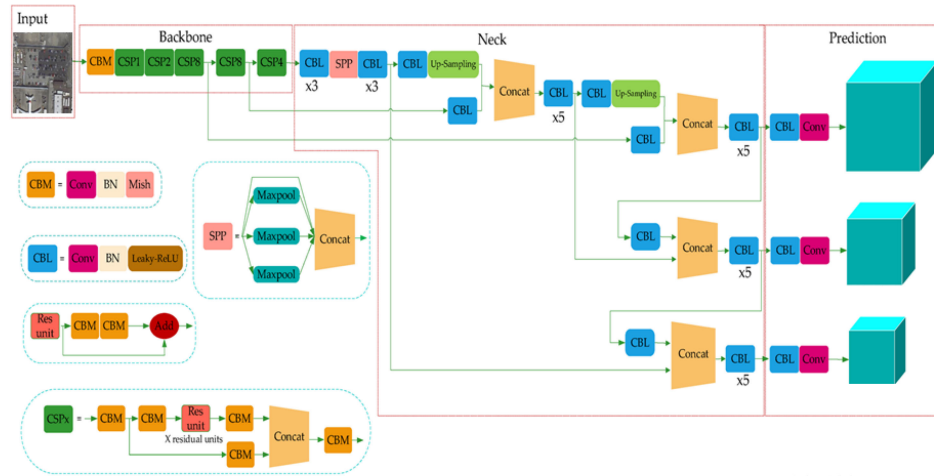 Input
Backbone
Neck
Prediction
CBM CSP1 CSP2 CSP8 CSP8 CSP4 CBL SPP CBL CBL Up-Sampling
x3 x3
CBL
Concat
CBL CBL Up-Sampling
x5
CBL
Concat
CBL CBL Conv
x5
CBM = Conv BN Mish
CBL = Conv BN Leaky-ReLU
SPP =
Maxpool
Maxpool
Maxpool
Concat
CBL
Concat
CBL CBL Conv
x5
Res unit CBM CBM Add
CBL
Concat
CBL CBL Conv
x5
CSPx = CBM CBM Res unit CBM
X residual units
CBM
Concat
CBM